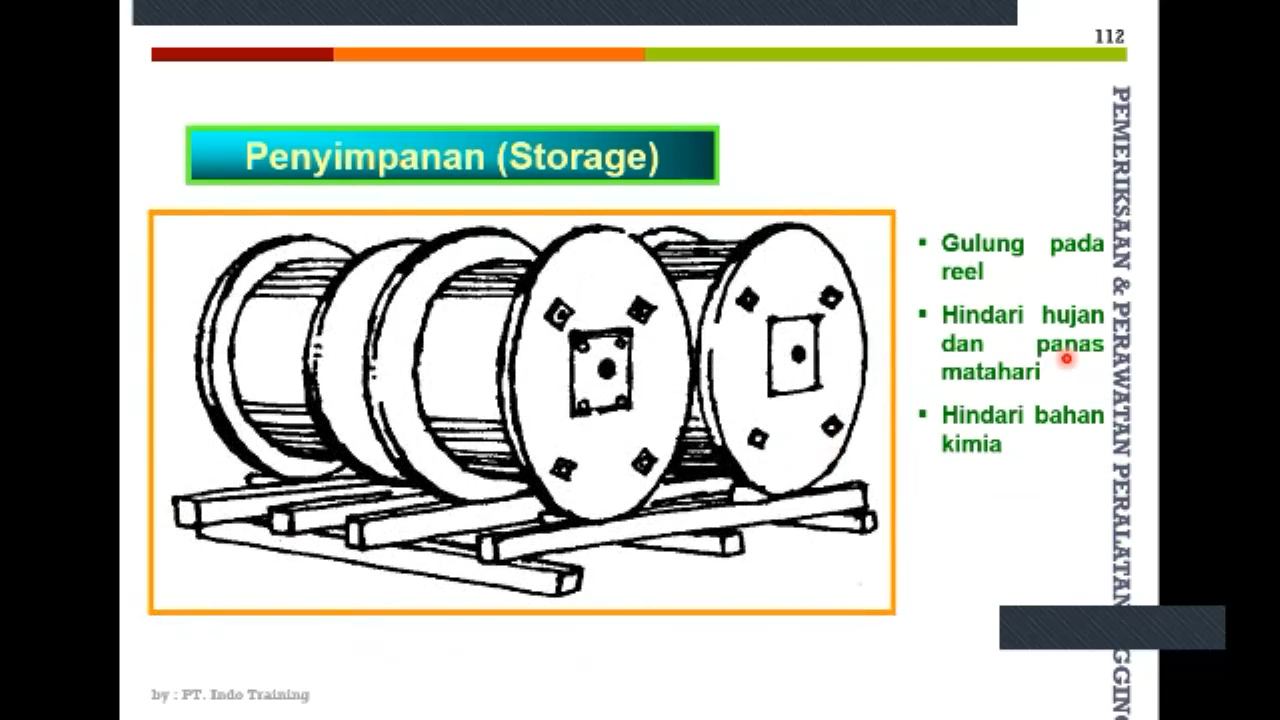 112
Penyimpanan (Storage)
▪ Gulung pada
reel
▪ Hindari hujan
dan panas
matahari
▪ Hindari bahan
kimia
PEMERIKSAAN & PERAWATAN PERALATAN
by : PT. Indo Training